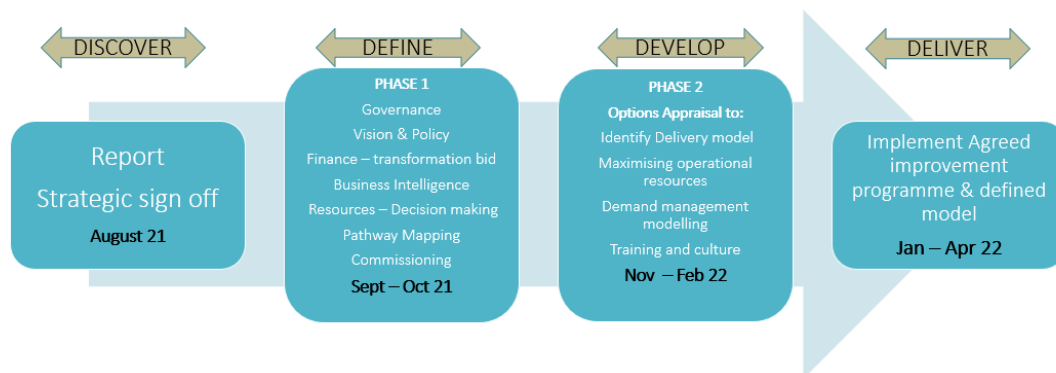 DISCOVER
Report
Strategic sign off
August 21
DEFINE
PHASE 1
Governance
Vision & Policy
Finance – transformation bid
Business Intelligence
Resources – Decision making
Pathway Mapping
Commissioning
Sept – Oct 21
DEVELOP
PHASE 2
Options Appraisal to:
Identify Delivery model
Maximising operational
resources
Demand management
modelling
Training and culture
Nov – Feb 22
DELIVER
Implement Agreed
improvement
programme & defined
model
Jan – Apr 22